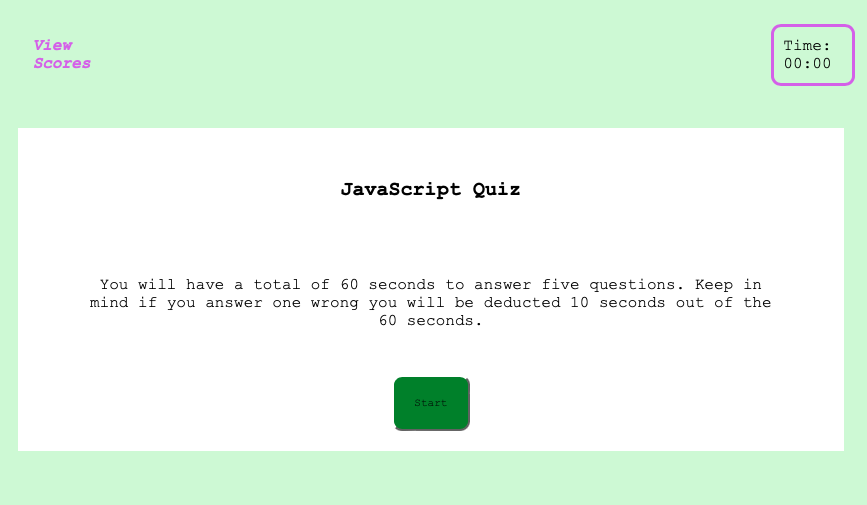 View
Scores
Time:
00:00
JavaScript Quiz
You will have a total of 60 seconds to answer five questions. Keep in
mind if you answer one wrong you will be deducted 10 seconds out of the
60 seconds.
Start